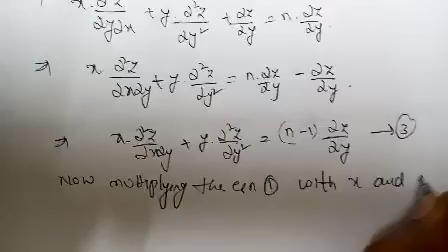 x. ∂²z/∂y∂x + y. ∂²z/∂y² + ∂z/∂y = n. ∂z/∂y.
⇒ x. ∂²z/∂x∂y + y. ∂²z/∂y² = n. ∂z/∂y − ∂z/∂y.
⇒ x. ∂²z/∂x∂y + y. ∂²z/∂y² = (n-1) ∂z/∂y → ③
Now multiplying the eqn ① with x and